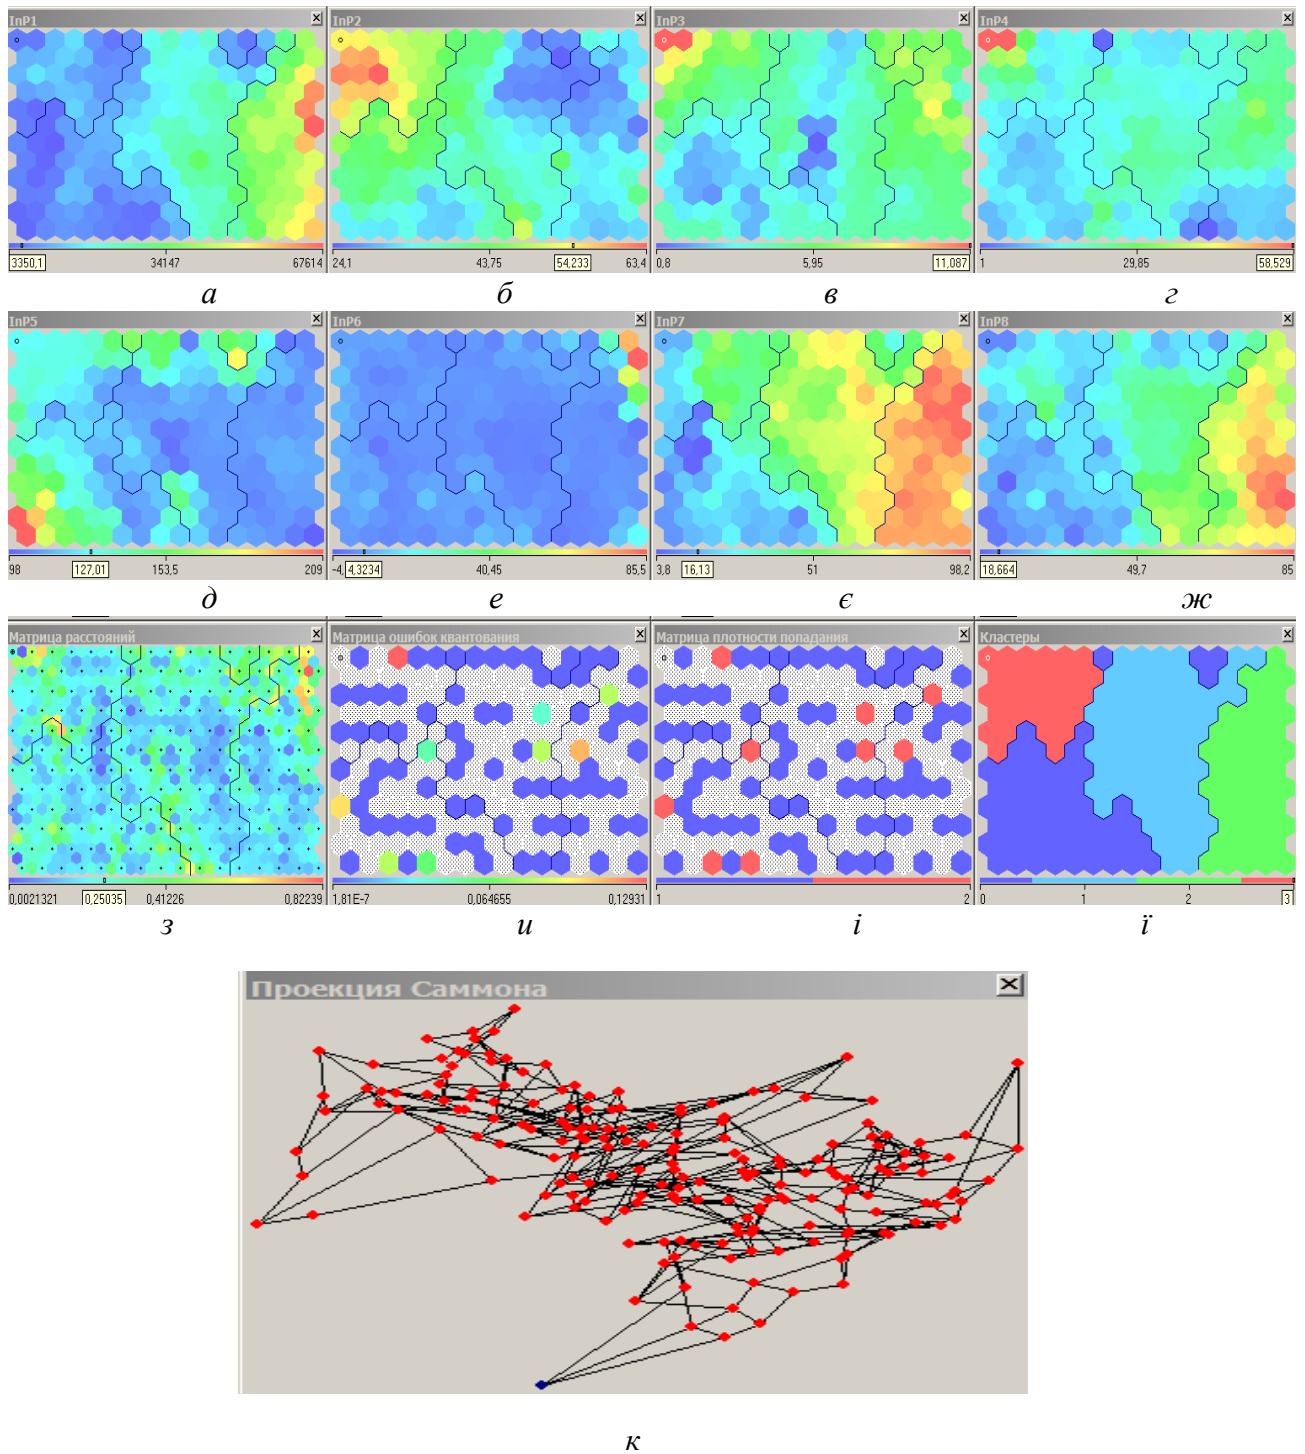 InP1 InP2 InP3 InP4
3350,1 34147 67614 24,1 43,75 54,233 63,4 0,8 5,95 11,087 1 29,85 58,529
а б в г
InP5 InP6 InP7 InP8
98 127,01 153,5 209 -4, 4,3234 40,45 85,5 3,8 16,13 51 98,2 18,664 49,7 85
д е є ж
Матрица расстояний Матрица ошибок квантования Матрица плотности попадания Кластеры
0,0021321 0,25035 0,41226 0,82239 1,81E-7 0,064655 0,12931 1 2 0 1 2 3
з и і ї
Проекция Саммона
к